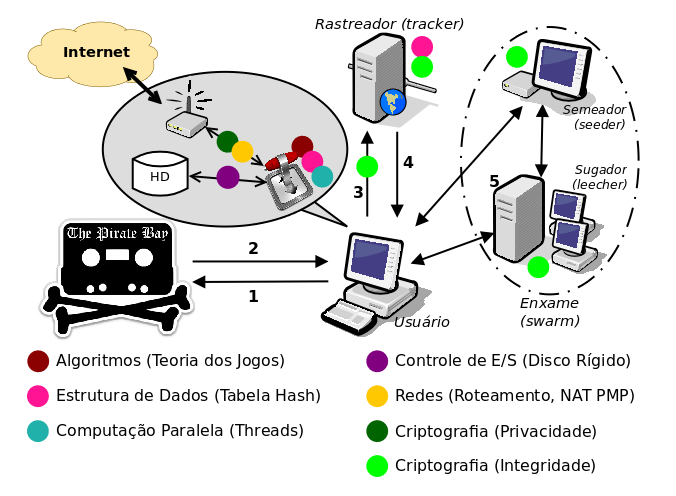 Rastreador (tracker)
Internet
Semeador
(seeder)
HD
4
Sugador
(leecher)
5
3
The Pirate Bay
2
1
Usuário
Enxame
(swarm)
Algoritmos (Teoria dos Jogos)
Controle de E/S (Disco Rígido)
Estrutura de Dados (Tabela Hash)
Redes (Roteamento, NAT PMP)
Computação Paralela (Threads)
Criptografia (Privacidade)
Criptografia (Integridade)